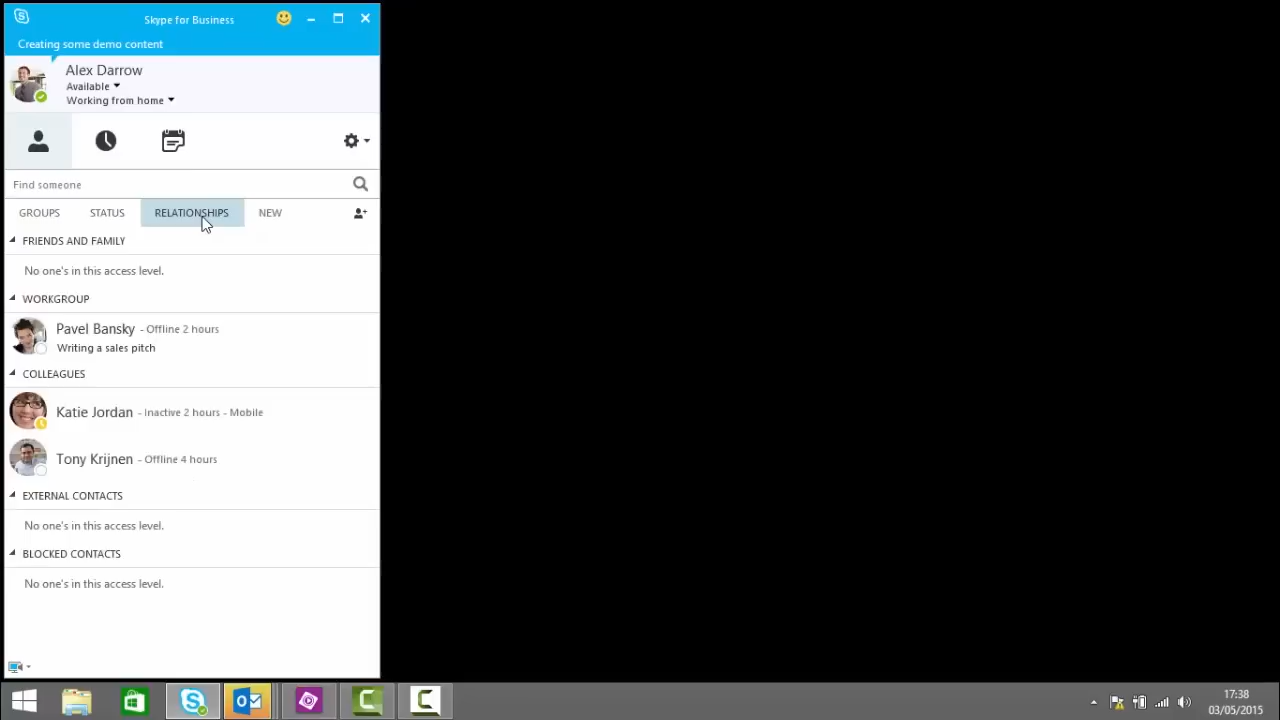 Skype for Business
Creating some demo content
Alex Darrow
Available
Working from home
Find someone
GROUPS STATUS RELATIONSHIPS NEW
FRIENDS AND FAMILY
No one's in this access level.
WORKGROUP
Pavel Bansky - Offline 2 hours
Writing a sales pitch
COLLEAGUES
Katie Jordan - Inactive 2 hours - Mobile
Tony Krijnen - Offline 4 hours
EXTERNAL CONTACTS
No one's in this access level.
BLOCKED CONTACTS
No one's in this access level.
17:38
03/05/2015